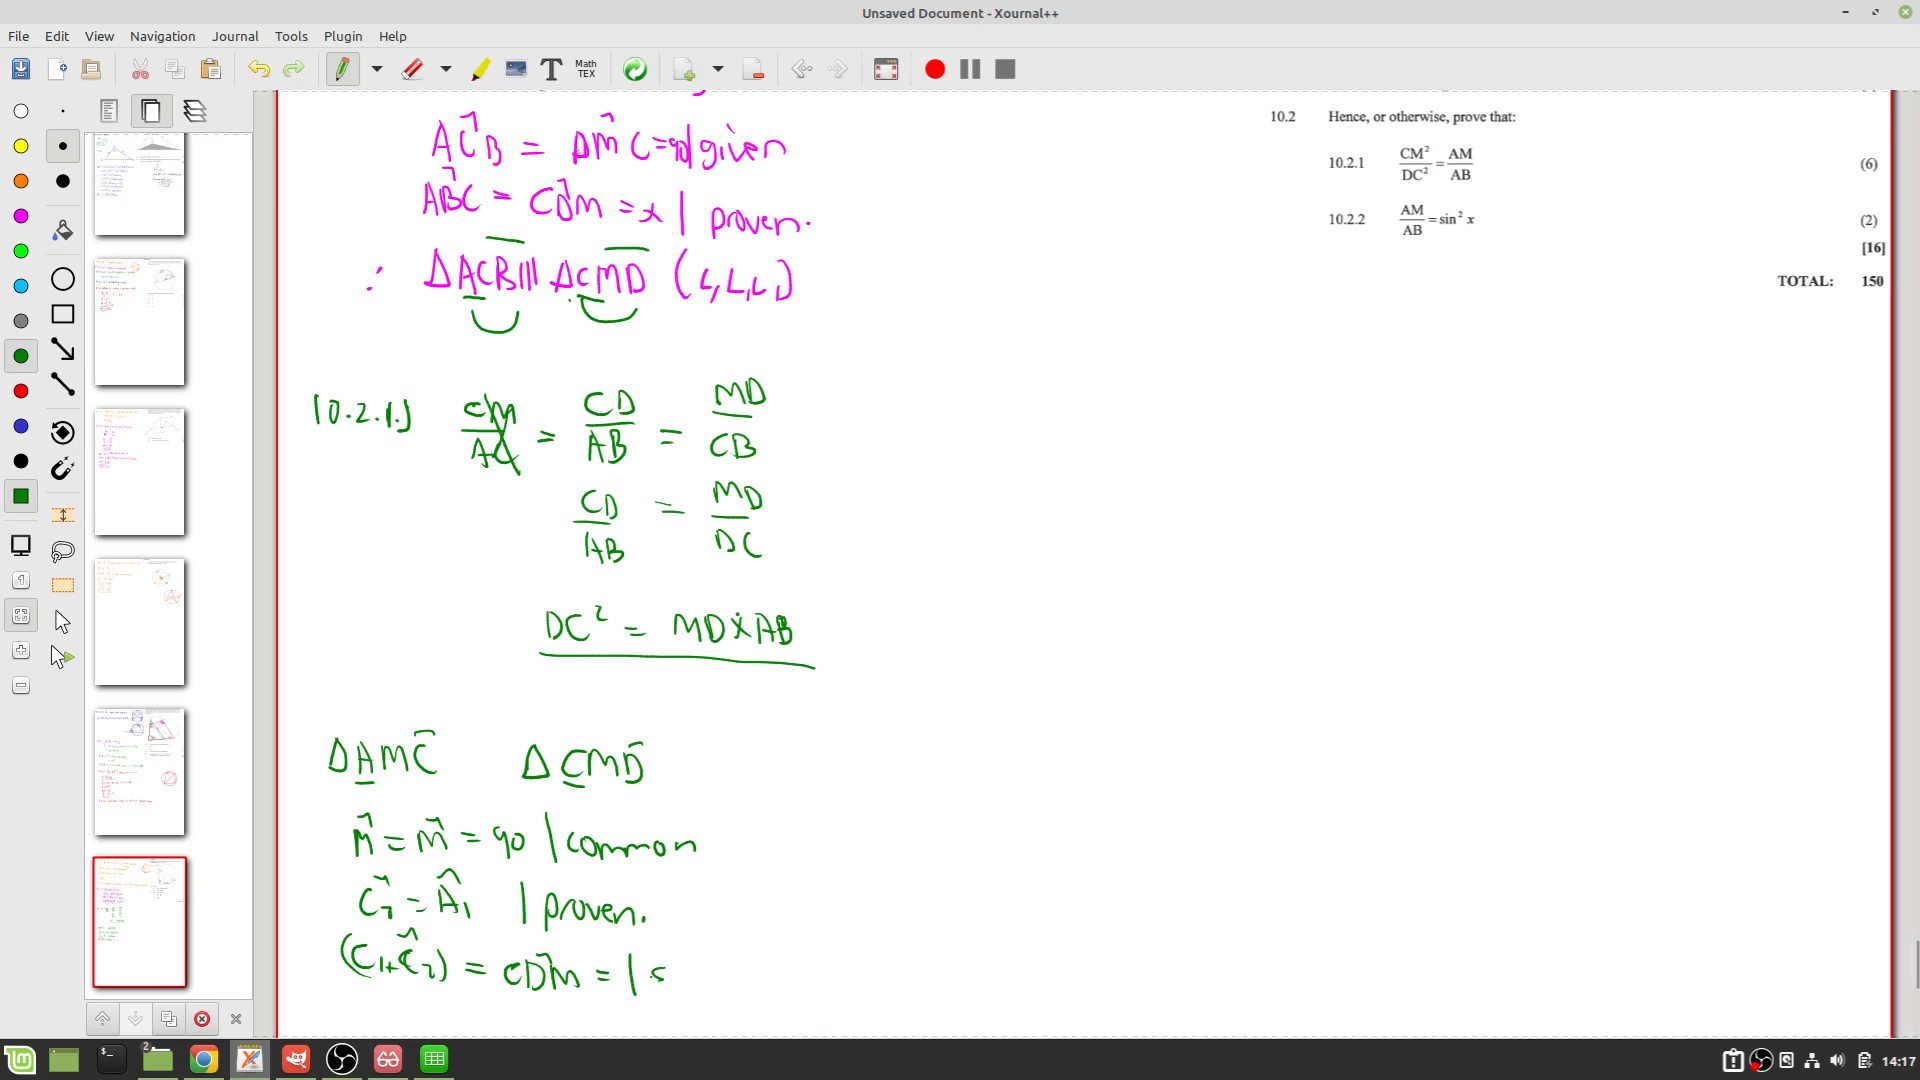 Unsaved Document - Xournal++
File Edit View Navigation Journal Tools Plugin Help
Math
TEX
AĈB = DM̂C = 90 | given
AB̂C = CD̂M = x | proven.
∴ ΔACB ||| ΔCMD (L,L,L)
10.2.1.) CM/AC = CD/AB = MD/CB
CD/AB = MD/DC
DC² = MD × AB
ΔAMC ΔCMD
M̂ = M̂ = 90 | common
Ĉ₂ = Â₁ | proven.
(C₁+Ĉ₂) = CD̂M = | s
10.2 Hence, or otherwise, prove that:
10.2.1 CM²/DC² = AM/AB (6)
10.2.2 AM/AB = sin² x (2)
[16]
TOTAL: 150
14:17